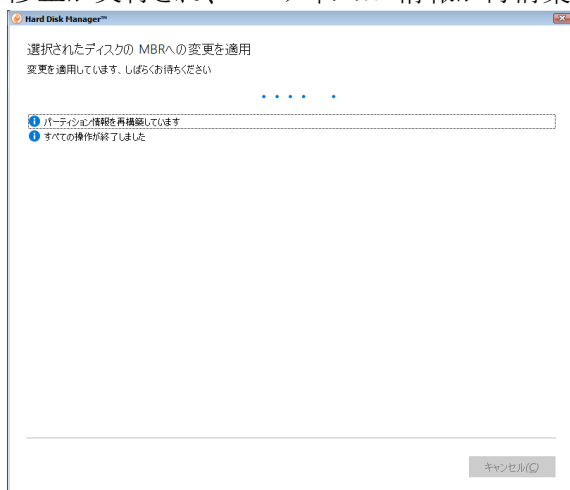 Hard Disk Manager™
選択されたディスクの MBRへの変更を適用
変更を適用しています、しばらくお待ちください
パーティション情報を再構築しています
すべての操作が終了しました
キャンセル(C)